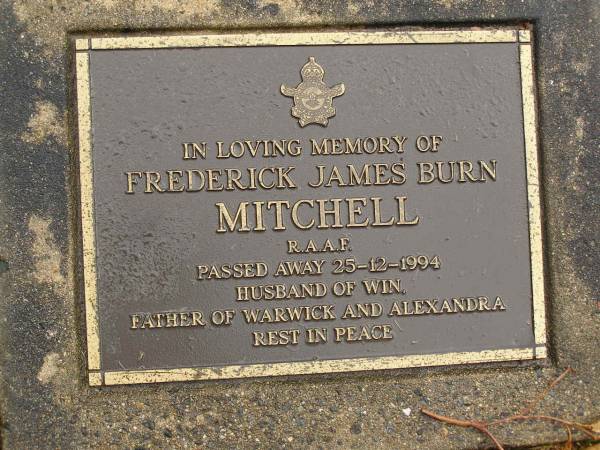 IN LOVING MEMORY OF
FREDERICK JAMES BURN
MITCHELL
R.A.A.F.
PASSED AWAY 25-12-1994
HUSBAND OF WIN,
FATHER OF WARWICK AND ALEXANDRA
REST IN PEACE